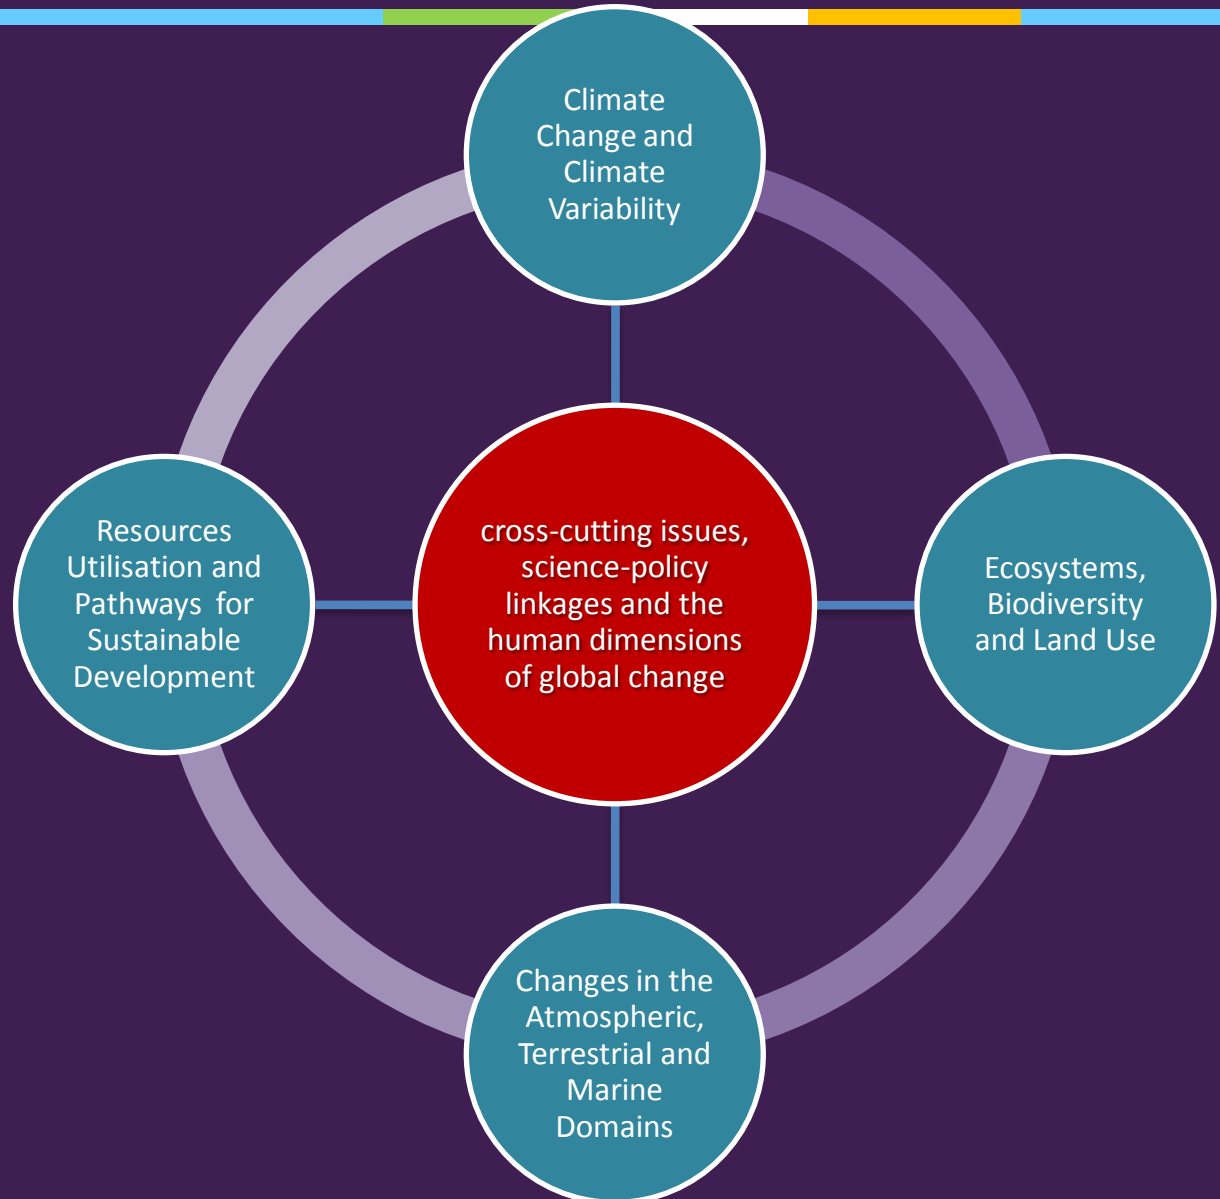 Climate
Change and
Climate
Variability
Resources
Utilisation and
Pathways for
Sustainable
Development
cross-cutting issues,
science-policy
linkages and the
human dimensions
of global change
Ecosystems,
Biodiversity
and Land Use
Changes in the
Atmospheric,
Terrestrial and
Marine
Domains